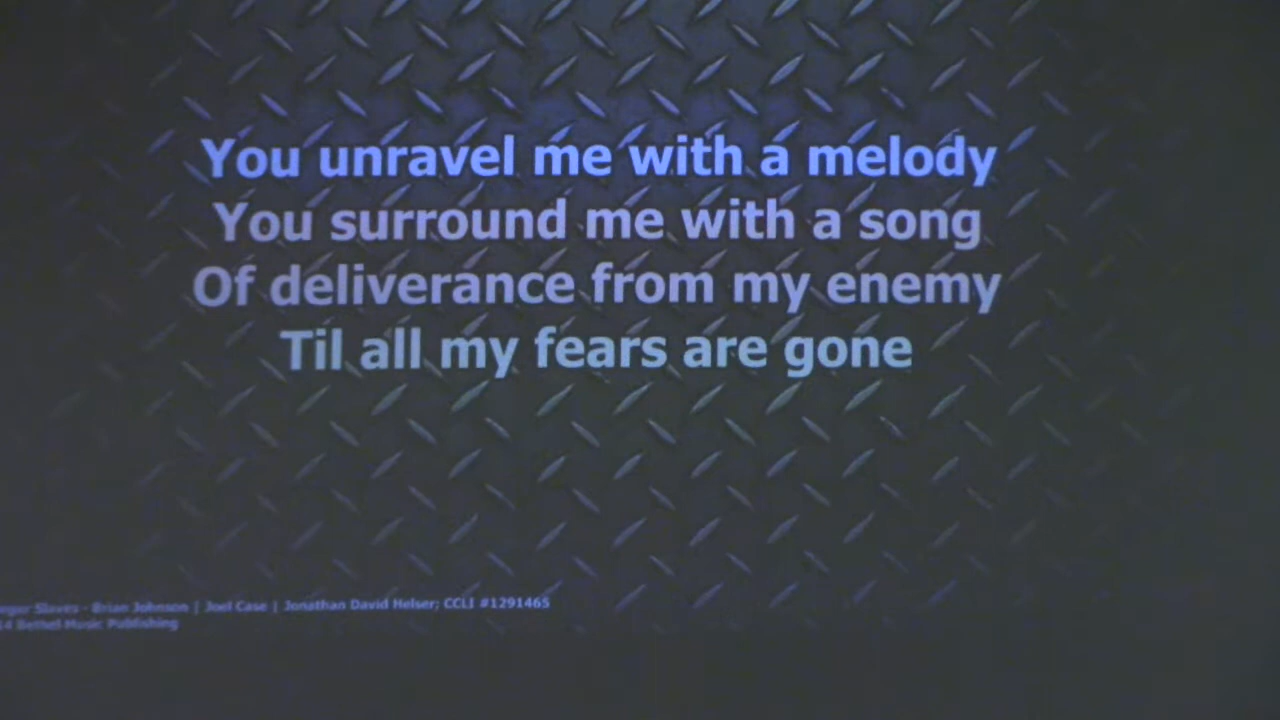 You unravel me with a melody
You surround me with a song
Of deliverance from my enemy
Til all my fears are gone
Slaves - Brian Johnson | Joel Case | Jonathan David Helser; CCLI #1291465
Bethel Music Publishing